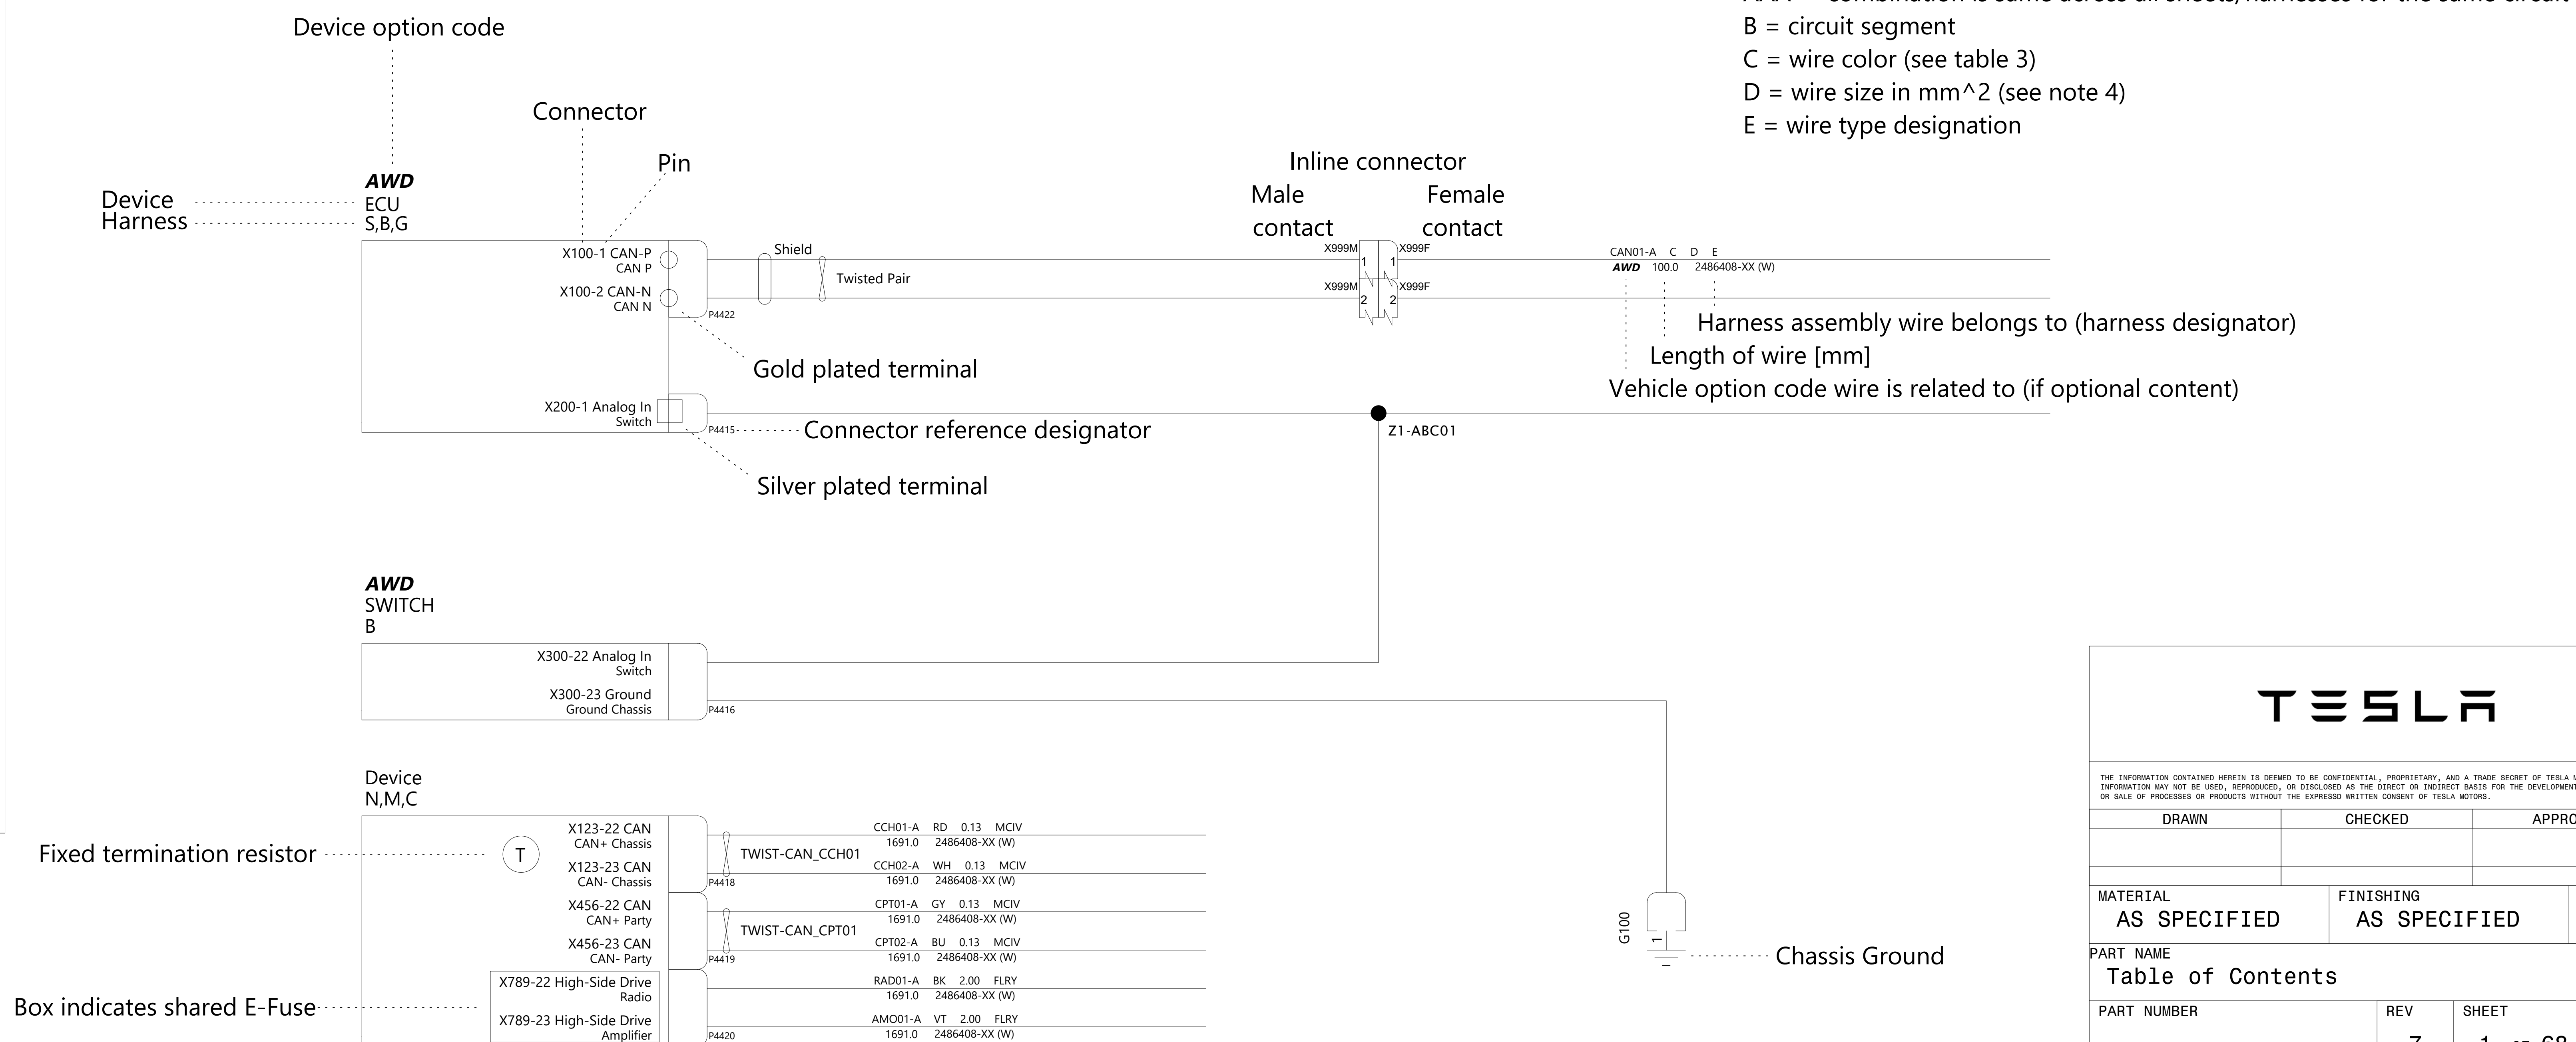 B = circuit segment
C = wire color (see table 3)
D = wire size in mm^2 (see note 4)
E = wire type designation
Device option code
Connector
Pin
AWD
Device
ECU
Harness
S,B,G
X100-1 CAN-P
CAN P
X100-2 CAN-N
CAN N
P4422
Shield
Twisted Pair
Inline connector
Male
contact
Female
contact
X999M
1
1
X999F
X999M
2
2
X999F
CAN01-A C D E
AWD 100.0 2486408-XX (W)
Harness assembly wire belongs to (harness designator)
Length of wire [mm]
Vehicle option code wire is related to (if optional content)
Gold plated terminal
X200-1 Analog In
Switch
P4415
Connector reference designator
Silver plated terminal
Z1-ABC01
AWD
SWITCH
B
X300-22 Analog In
Switch
X300-23 Ground
Ground Chassis
P4416
Device
N,M,C
Fixed termination resistor
T
X123-22 CAN
CAN+ Chassis
X123-23 CAN
CAN- Chassis
P4418
TWIST-CAN_CCH01
CCH01-A RD 0.13 MCIV
1691.0 2486408-XX (W)
CCH02-A WH 0.13 MCIV
1691.0 2486408-XX (W)
X456-22 CAN
CAN+ Party
X456-23 CAN
CAN- Party
P4419
TWIST-CAN_CPT01
CPT01-A GY 0.13 MCIV
1691.0 2486408-XX (W)
CPT02-A BU 0.13 MCIV
1691.0 2486408-XX (W)
Box indicates shared E-Fuse
X789-22 High-Side Drive
Radio
X789-23 High-Side Drive
Amplifier
P4420
RAD01-A BK 2.00 FLRY
1691.0 2486408-XX (W)
AMO01-A VT 2.00 FLRY
1691.0 2486408-XX (W)
G100
1
Chassis Ground
TESLA
THE INFORMATION CONTAINED HEREIN IS DEEMED TO BE CONFIDENTIAL, PROPRIETARY, AND A TRADE SECRET OF TESLA
INFORMATION MAY NOT BE USED, REPRODUCED, OR DISCLOSED AS THE DIRECT OR INDIRECT BASIS FOR THE DEVELOPMENT
OR SALE OF PROCESSES OR PRODUCTS WITHOUT THE EXPRESSD WRITTEN CONSENT OF TESLA MOTORS.
DRAWN CHECKED APPRO
MATERIAL
AS SPECIFIED
FINISHING
AS SPECIFIED
PART NAME
Table of Contents
PART NUMBER
REV
SHEET